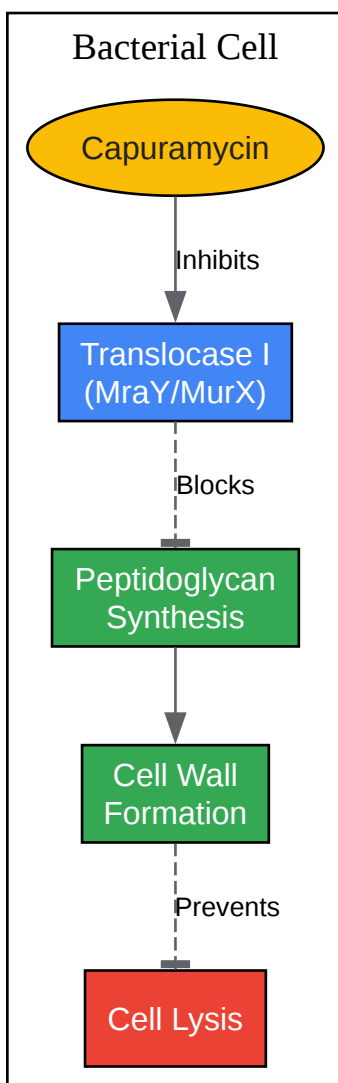 Bacterial Cell
Capuramycin
Inhibits
Translocase I
(MraY/MurX)
Blocks
Peptidoglycan
Synthesis
Cell Wall
Formation
Prevents
Cell Lysis